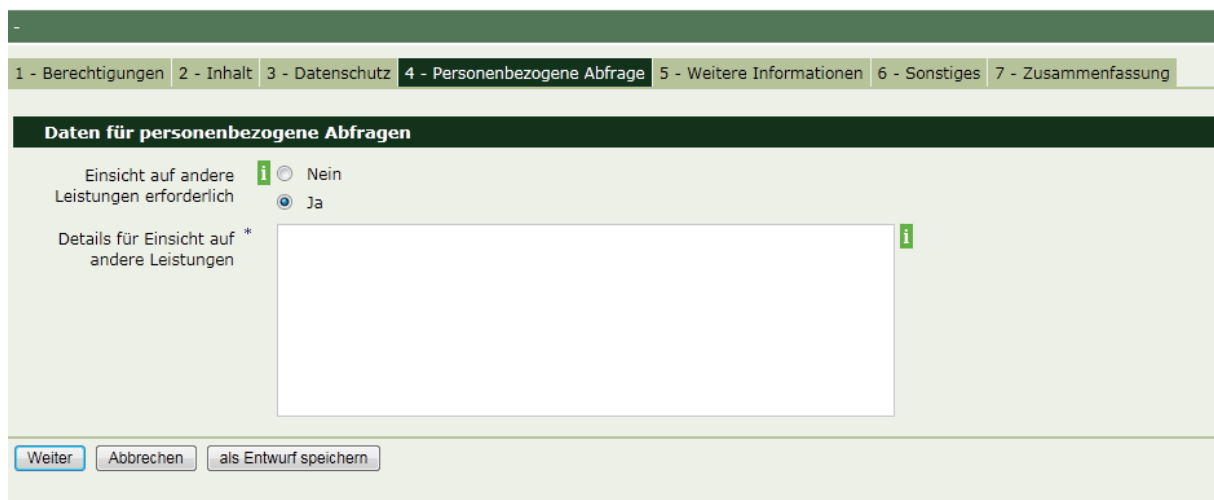 -
1 - Berechtigungen 2 - Inhalt 3 - Datenschutz 4 - Personenbezogene Abfrage 5 - Weitere Informationen 6 - Sonstiges 7 - Zusammenfassung
Daten für personenbezogene Abfragen
Einsicht auf andere i Nein
Leistungen erforderlich Ja
Details für Einsicht auf * i
andere Leistungen
Weiter Abbrechen als Entwurf speichern